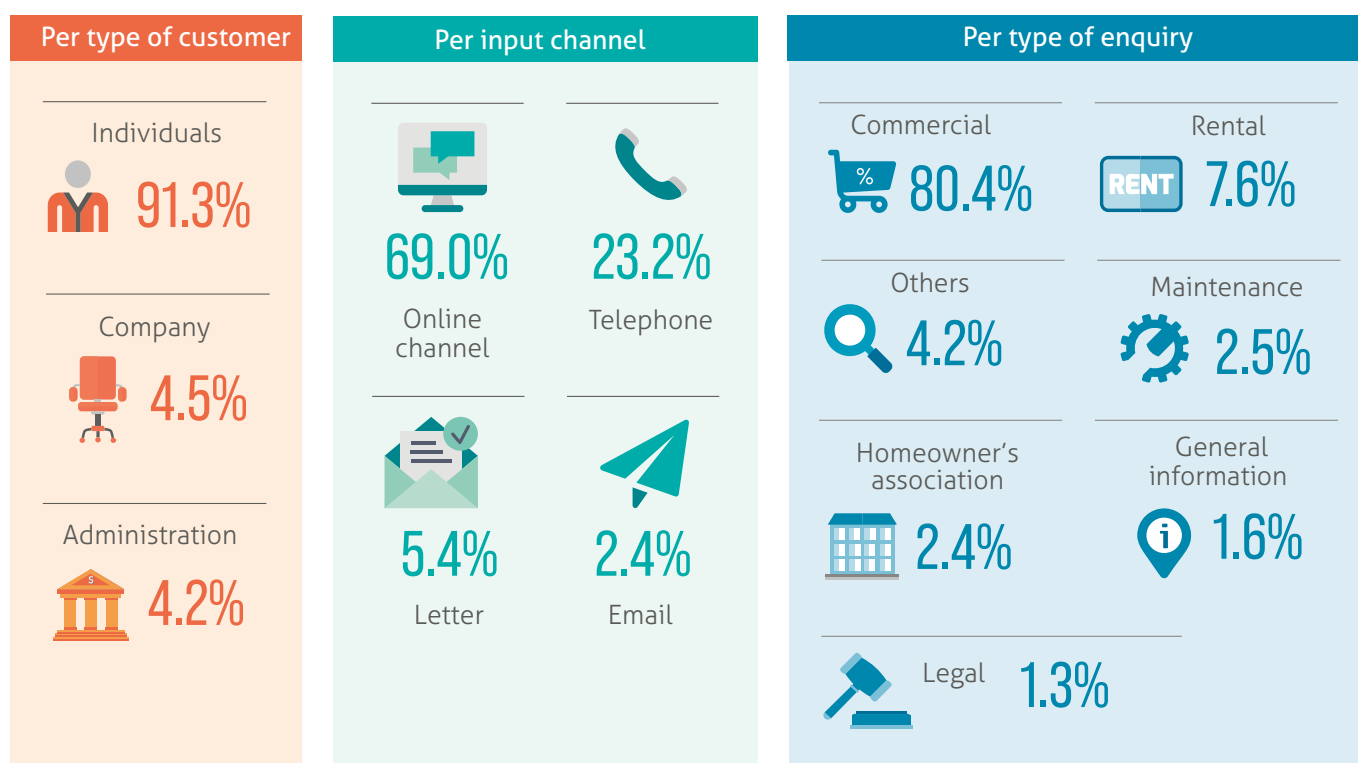 Per type of customer
Individuals
91.3%
Company
4.5%
Administration
$
4.2%
Per input channel
69.0%
Online
channel
23.2%
Telephone
5.4%
Letter
2.4%
Email
Per type of enquiry
Commercial
%
80.4%
Rental
RENT
7.6%
Others
4.2%
Maintenance
2.5%
Homeowner’s
association
2.4%
General
information
i
1.6%
Legal
1.3%